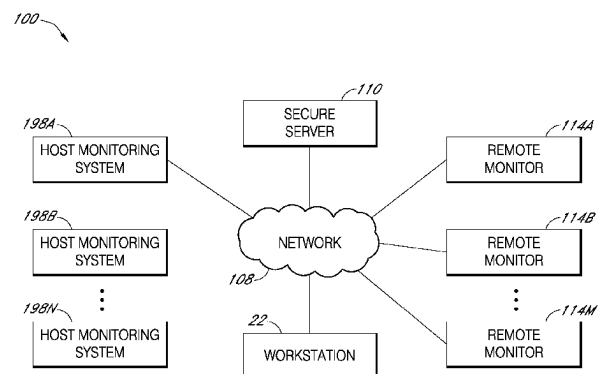 100
110
SECURE
SERVER
198A
HOST MONITORING
SYSTEM
114A
REMOTE
MONITOR
198B
HOST MONITORING
SYSTEM
NETWORK
108
114B
REMOTE
MONITOR
198N
HOST MONITORING
SYSTEM
22
WORKSTATION
114M
REMOTE
MONITOR